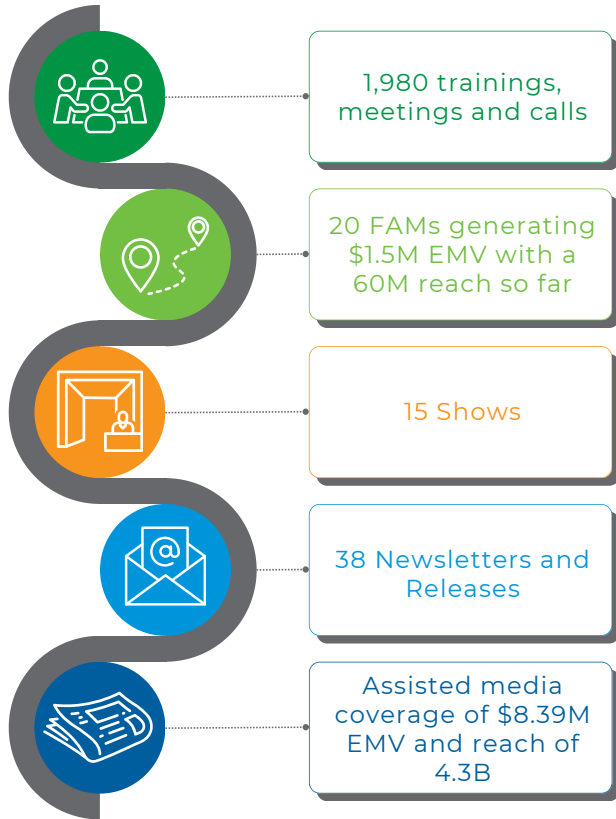 1,980 trainings,
meetings and calls
20 FAMs generating
$1.5M EMV with a
60M reach so far
15 Shows
@
38 Newsletters and
Releases
Assisted media
coverage of $8.39M
EMV and reach of
4.3B